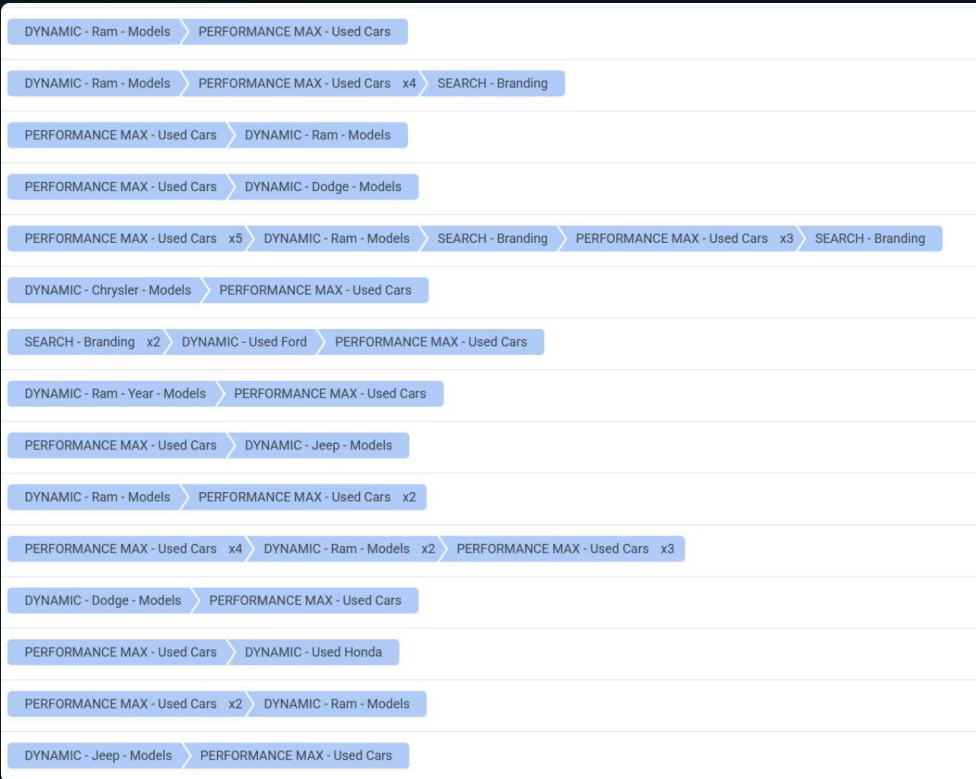 DYNAMIC - Ram - Models PERFORMANCE MAX - Used Cars
DYNAMIC - Ram - Models PERFORMANCE MAX - Used Cars x4 SEARCH - Branding
PERFORMANCE MAX - Used Cars DYNAMIC - Ram - Models
PERFORMANCE MAX - Used Cars DYNAMIC - Dodge - Models
PERFORMANCE MAX - Used Cars x5 DYNAMIC - Ram - Models SEARCH - Branding PERFORMANCE MAX - Used Cars x3 SEARCH - Branding
DYNAMIC - Chrysler - Models PERFORMANCE MAX - Used Cars
SEARCH - Branding x2 DYNAMIC - Used Ford PERFORMANCE MAX - Used Cars
DYNAMIC - Ram - Year - Models PERFORMANCE MAX - Used Cars
PERFORMANCE MAX - Used Cars DYNAMIC - Jeep - Models
DYNAMIC - Ram - Models PERFORMANCE MAX - Used Cars x2
PERFORMANCE MAX - Used Cars x4 DYNAMIC - Ram - Models x2 PERFORMANCE MAX - Used Cars x3
DYNAMIC - Dodge - Models PERFORMANCE MAX - Used Cars
PERFORMANCE MAX - Used Cars DYNAMIC - Used Honda
PERFORMANCE MAX - Used Cars x2 DYNAMIC - Ram - Models
DYNAMIC - Jeep - Models PERFORMANCE MAX - Used Cars